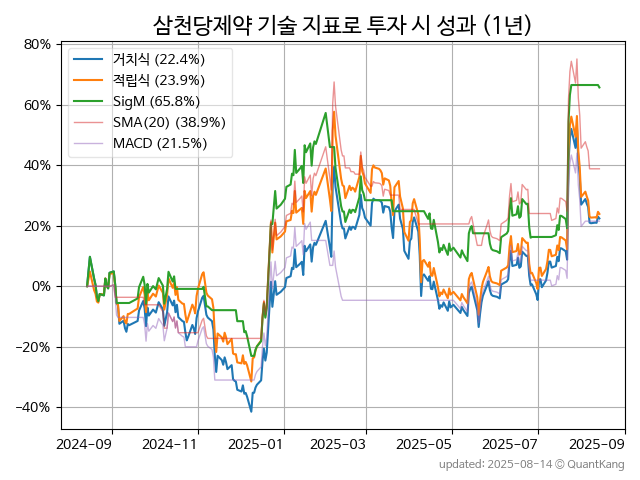 삼천당제약 기술 지표로 투자 시 성과 (1년)
80%
60%
40%
20%
0%
−20%
−40%
거치식 (22.4%)
적립식 (23.9%)
SigM (65.8%)
SMA(20) (38.9%)
MACD (21.5%)
2024-09 2024-11 2025-01 2025-03 2025-05 2025-07 2025-09
updated: 2025-08-14 © QuantKang